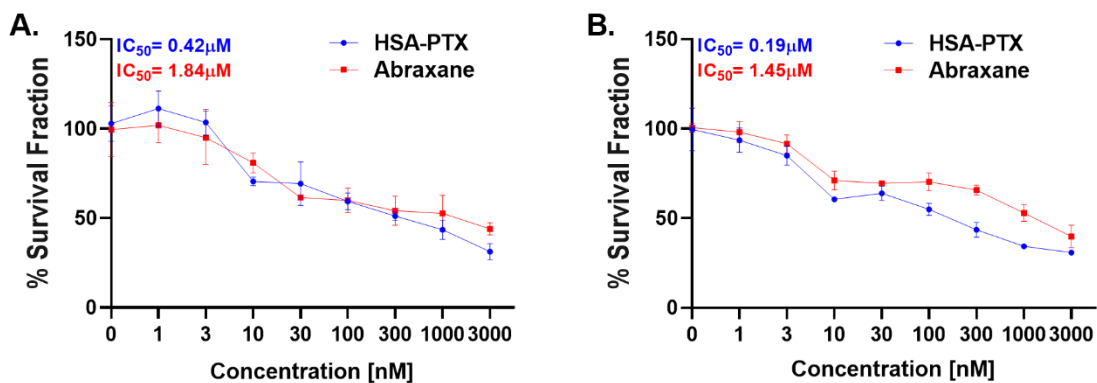 A.
IC50= 0.42μM
IC50= 1.84μM
HSA-PTX
Abraxane
% Survival Fraction
150
100
50
0
0 1 3 10 30 100 300 1000 3000
Concentration [nM]
B.
IC50= 0.19μM
IC50= 1.45μM
HSA-PTX
Abraxane
% Survival Fraction
150
100
50
0
0 1 3 10 30 100 300 1000 3000
Concentration [nM]